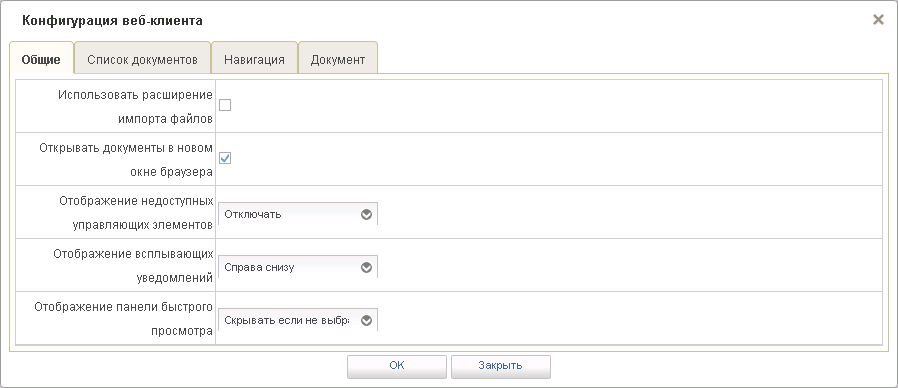 Конфигурация веб-клиента
Общие
Список документов
Навигация
Документ
Использовать расширение
импорта файлов
Открывать документы в новом
окне браузера
Отображение недоступных
управляющих элементов
Отключать
Отображение всплывающих
уведомлений
Справа снизу
Отображение панели быстрого
просмотра
Скрывать если не выбра
OK
Закрыть